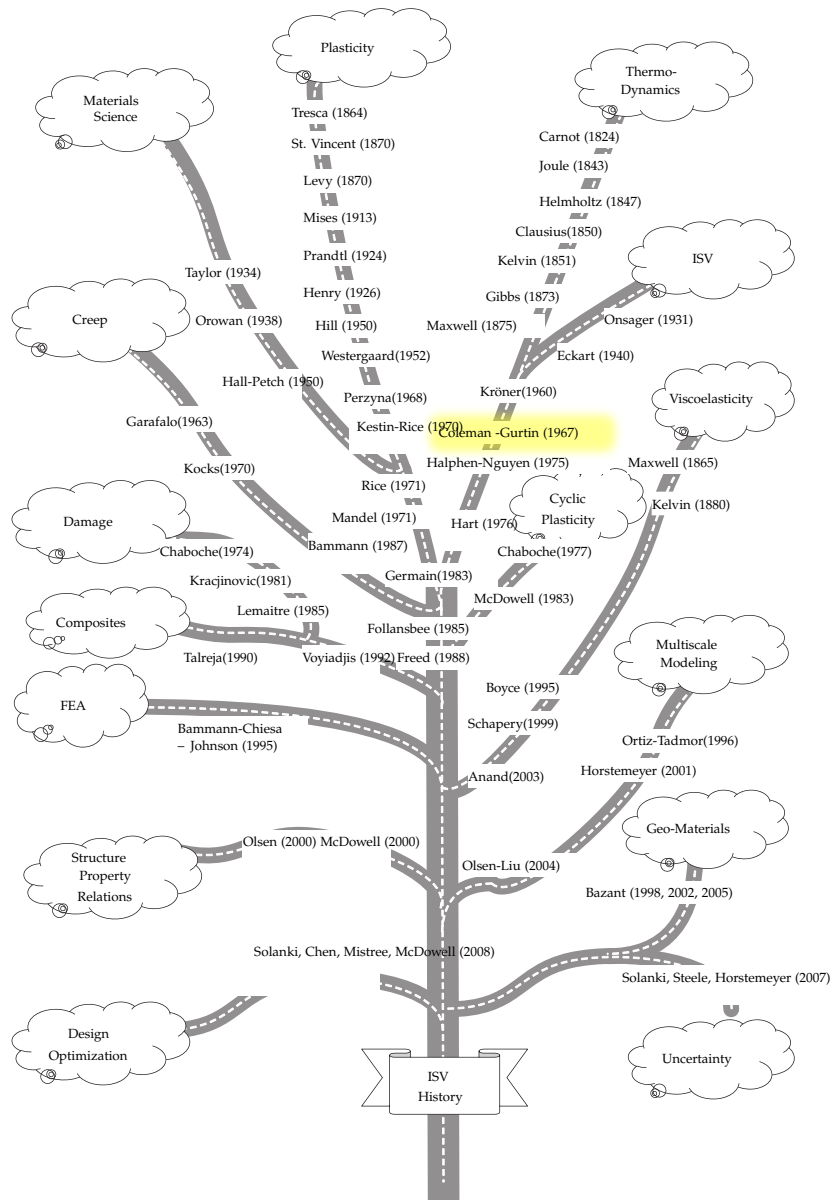 Plasticity
Thermo-
Dynamics
Materials
Science
Tresca (1864)
Carnot (1824)
St. Vincent (1870)
Joule (1843)
Levy (1870)
Helmholtz (1847)
Mises (1913)
Clausius(1850)
ISV
Prandtl (1924)
Kelvin (1851)
Taylor (1934)
Henry (1926)
Gibbs (1873)
Creep
Orowan (1938)
Hill (1950)
Maxwell (1875)
Onsager (1931)
Westergaard(1952)
Eckart (1940)
Hall-Petch (1950)
Perzyna(1968)
Kröner(1960)
Viscoelasticity
Garafalo(1963)
Kestin-Rice (1970)
Coleman -Gurtin (1967)
Kocks(1970)
Halphen-Nguyen (1975)
Maxwell (1865)
Rice (1971)
Cyclic
Plasticity
Kelvin (1880)
Damage
Mandel (1971)
Hart (1976)
Chaboche(1974)
Bammann (1987)
Chaboche(1977)
Kracjinovic(1981)
Germain(1983)
McDowell (1983)
Lemaitre (1985)
Composites
Follansbee (1985)
Multiscale
Modeling
Talreja(1990)
Voyiadjis (1992)
Freed (1988)
Boyce (1995)
FEA
Bammann-Chiesa
– Johnson (1995)
Schapery(1999)
Ortiz-Tadmor(1996)
Anand(2003)
Horstemeyer (2001)
Geo-Materials
Olsen (2000) McDowell (2000)
Structure
Property
Relations
Olsen-Liu (2004)
Bazant (1998, 2002, 2005)
Solanki, Chen, Mistree, McDowell (2008)
Solanki, Steele, Horstemeyer (2007)
Design
Optimization
Uncertainty
ISV
History